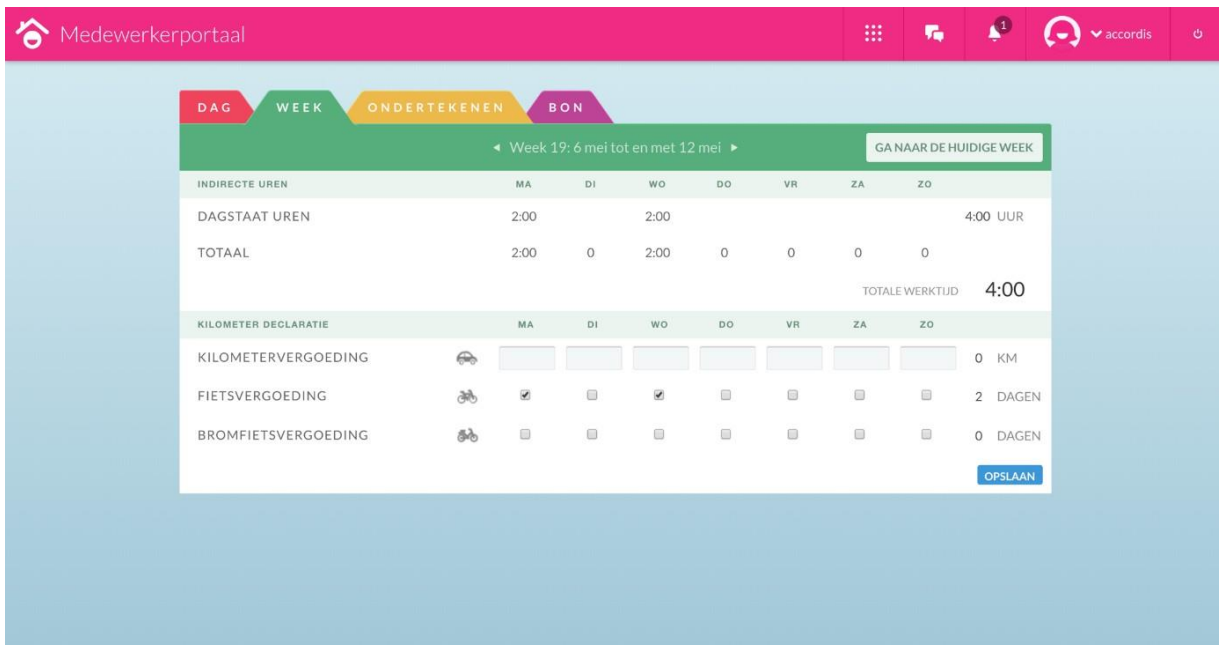 Medewerkerportaal 1 accordis
DAG WEEK ONDERTEKENEN BON
Week 19: 6 mei tot en met 12 mei GA NAAR DE HUIDIGE WEEK
INDIRECTE UREN MA DI WO DO VR ZA ZO
DAGSTAAT UREN 2:00 2:00 4:00 UUR
TOTAAL 2:00 0 2:00 0 0 0 0
TOTALE WERKTIJD 4:00
KILOMETER DECLARATIE MA DI WO DO VR ZA ZO
KILOMETERVERGOEDING 0 KM
FIETSVERGOEDING 2 DAGEN
BROMFIETSVERGOEDING 0 DAGEN
OPSLAAN